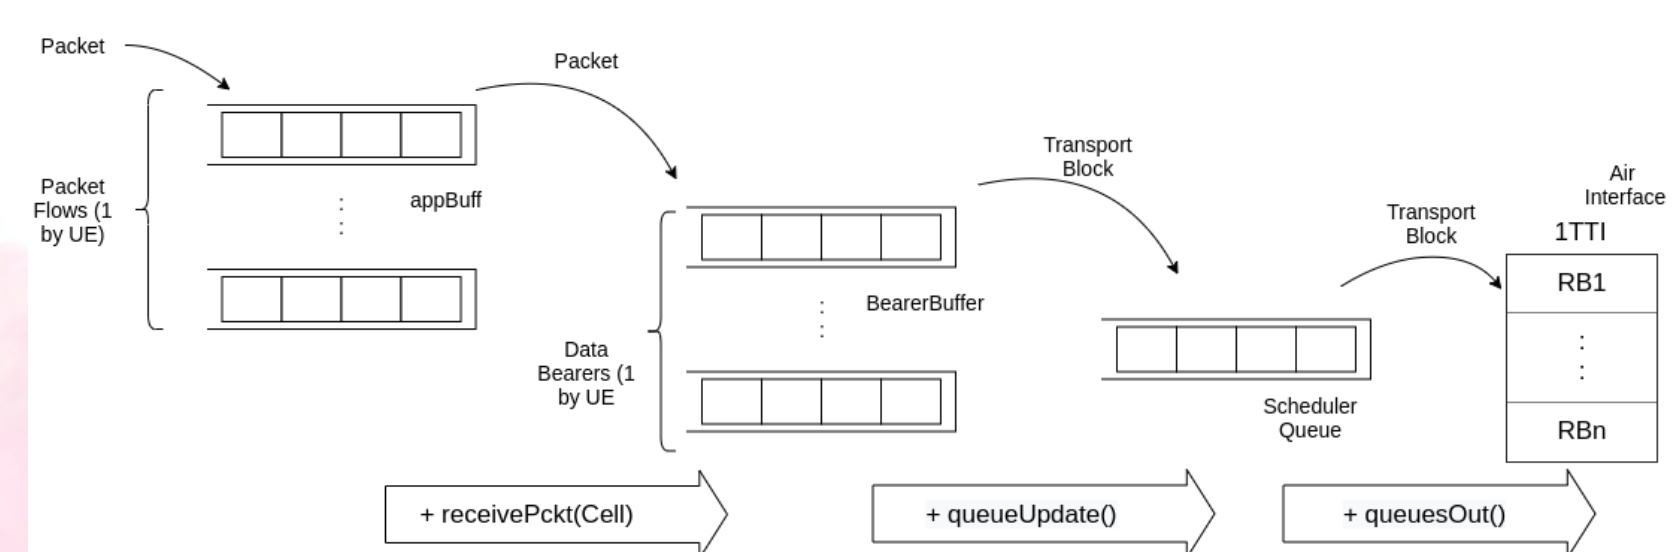 Packet
Packet
Packet
Flows (1
by UE)
appBuff
Transport
Block
Data
Bearers (1
by UE
BearerBuffer
Transport
Block
Scheduler
Queue
Air
Interface
1TTI
RB1
RBn
+ receivePckt(Cell)
+ queueUpdate()
+ queuesOut()